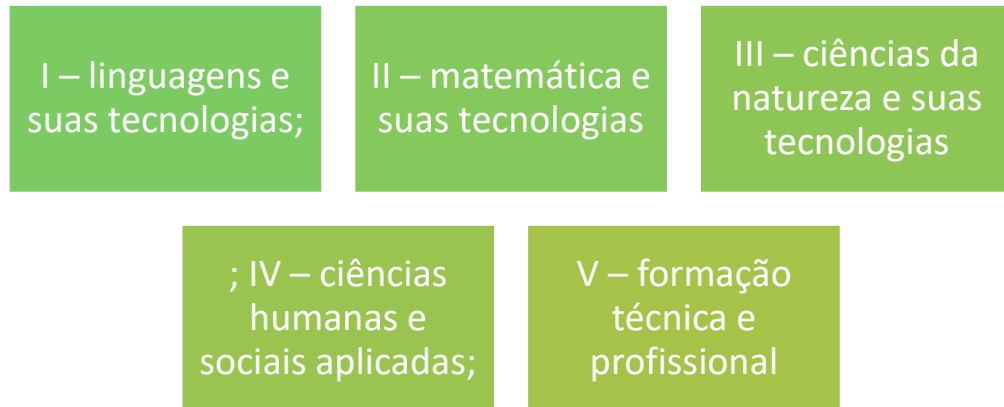 I – linguagens e
suas tecnologias;
II – matemática e
suas tecnologias
III – ciências da
natureza e suas
tecnologias
; IV – ciências
humanas e
sociais aplicadas;
V – formação
técnica e
profissional